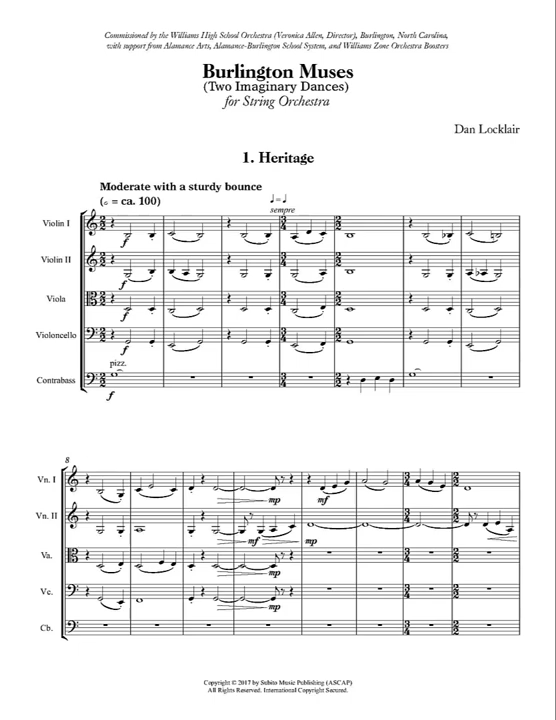 Commissioned by the Williams High School Orchestra (Veronica Allen, Director), Burlington, North Carolina,
with support from Alamance Arts, Alamance-Burlington School System, and Williams Zone Orchestra Boosters
Burlington Muses
(Two Imaginary Dances)
for String Orchestra
Dan Locklair
1. Heritage
Moderate with a sturdy bounce
(𝅗𝅥 = ca. 100)
♩=♩
sempre
Violin I
f
Violin II
f
Viola
f
Violoncello
f
pizz.
Contrabass
f
8
Vn. I
mp
mf
Vn. II
mf
mp
mp
Va.
mp
Vc.
mp
Cb.
Copyright © 2017 by Subito Music Publishing (ASCAP)
All Rights Reserved. International Copyright Secured.